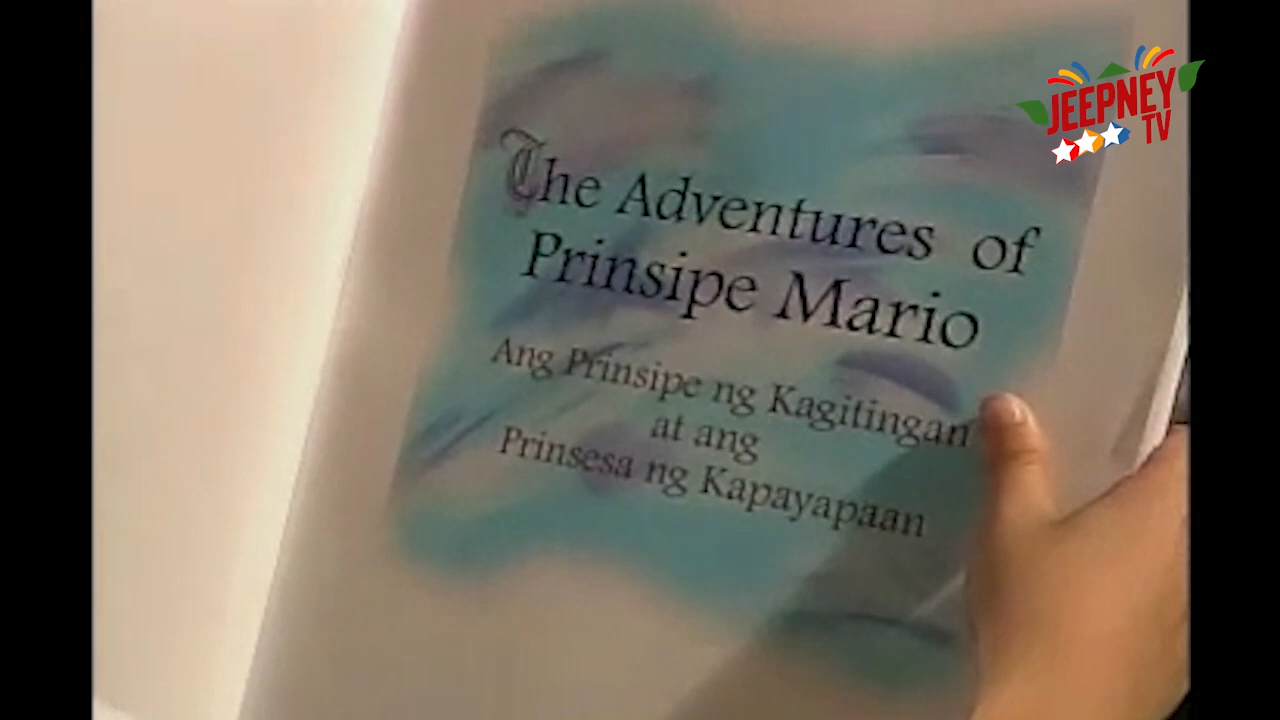 The Adventures of
Prinsipe Mario
Ang Prinsipe ng Kagitingan
at ang
Prinsesa ng Kapayapaan
JEEPNEY
TV